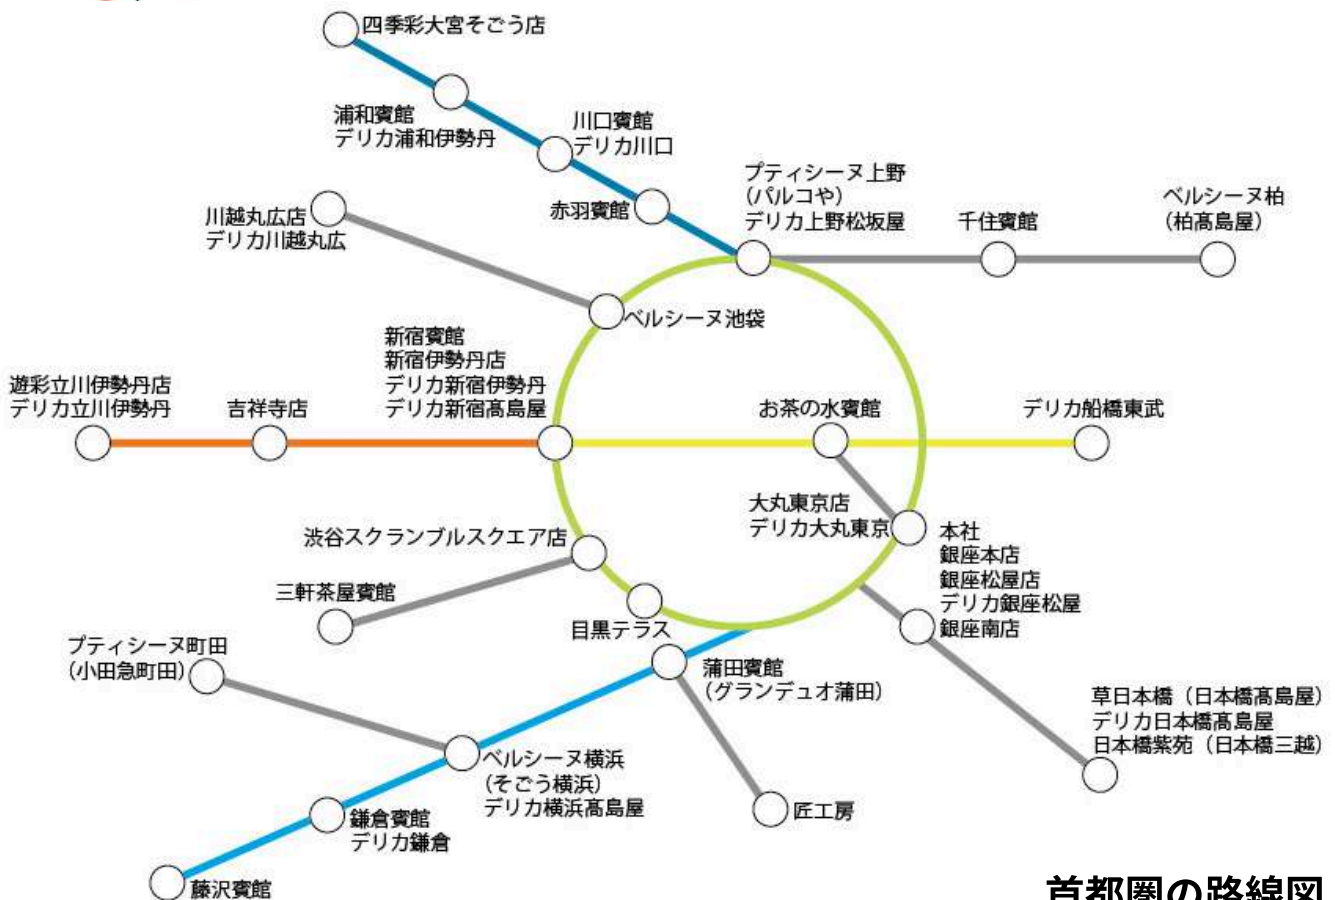 四季彩大宮そごう店
浦和賓館
デリカ浦和伊勢丹
川口賓館
デリカ川口
赤羽賓館
プティシーヌ上野
（パルコや）
デリカ上野松坂屋
千住賓館
ベルシーヌ柏
（柏髙島屋）
川越丸広店
デリカ川越丸広
ベルシーヌ池袋
新宿賓館
新宿伊勢丹店
デリカ新宿伊勢丹
デリカ新宿髙島屋
遊彩立川伊勢丹店
デリカ立川伊勢丹
吉祥寺店
お茶の水賓館
デリカ船橋東武
大丸東京店
デリカ大丸東京
本社
銀座本店
銀座松屋店
デリカ銀座松屋
銀座南店
渋谷スクランブルスクエア店
三軒茶屋賓館
目黒テラス
プティシーヌ町田
（小田急町田）
蒲田賓館
（グランデュオ蒲田）
草日本橋（日本橋髙島屋）
デリカ日本橋髙島屋
日本橋紫苑（日本橋三越）
ベルシーヌ横浜
（そごう横浜）
デリカ横浜髙島屋
匠工房
鎌倉賓館
デリカ鎌倉
藤沢賓館
首都圏の路線図